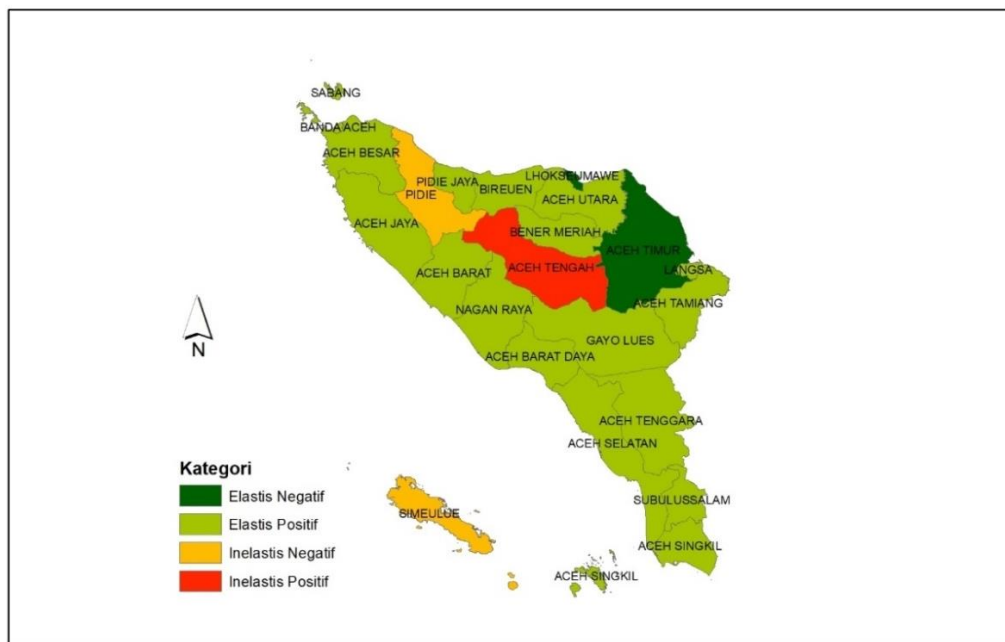 SABANG
BANDA ACEH
ACEH BESAR
PIDIE JAYA
PIDIE
BIREUEN
LHOKSEUMAWE
ACEH UTARA
ACEH JAYA
BENER MERIAH
ACEH TIMUR
ACEH BARAT
ACEH TENGAH
LANGSA
NAGAN RAYA
ACEH TAMIANG
GAYO LUES
ACEH BARAT DAYA
ACEH TENGGARA
ACEH SELATAN
SUBULUSSALAM
SIMEULUE
ACEH SINGKIL
ACEH SINGKIL
N
Kategori
Elastis Negatif
Elastis Positif
Inelastis Negatif
Inelastis Positif